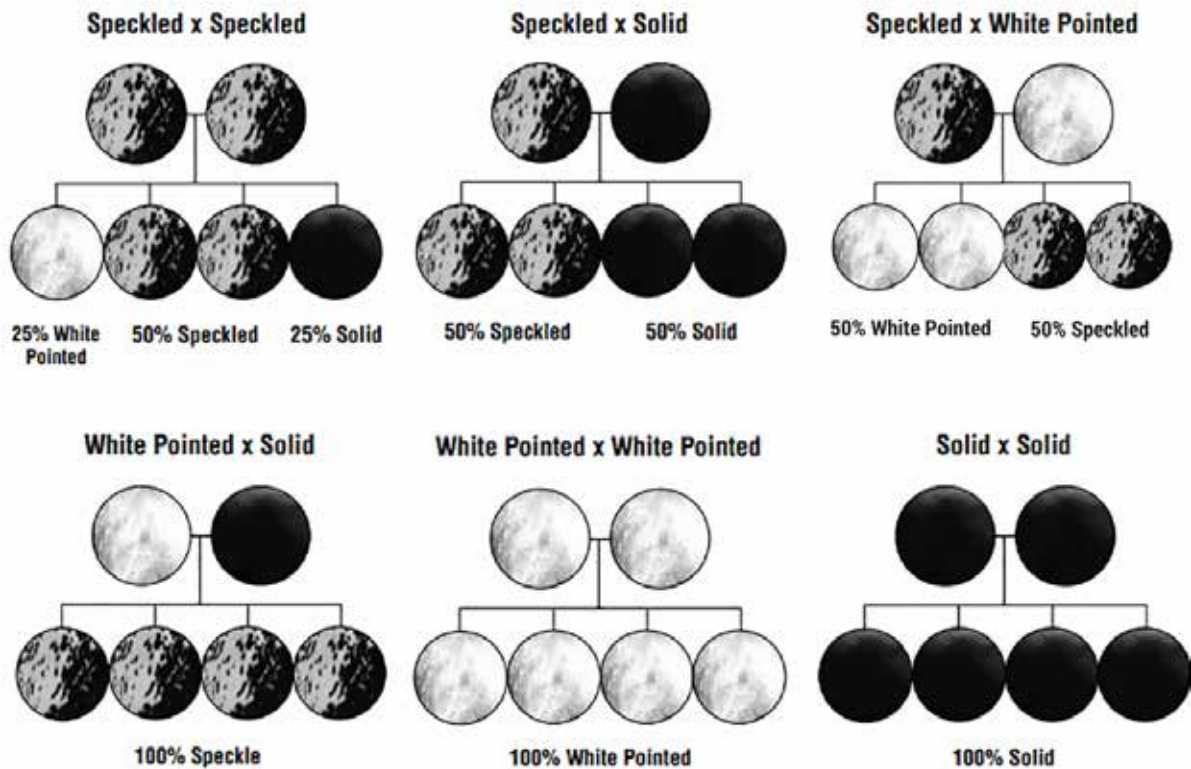 Speckled x Speckled
Speckled x Solid
Speckled x White Pointed
25% White
Pointed
50% Speckled
25% Solid
50% Speckled
50% Solid
50% White Pointed
50% Speckled
White Pointed x Solid
White Pointed x White Pointed
Solid x Solid
100% Speckle
100% White Pointed
100% Solid